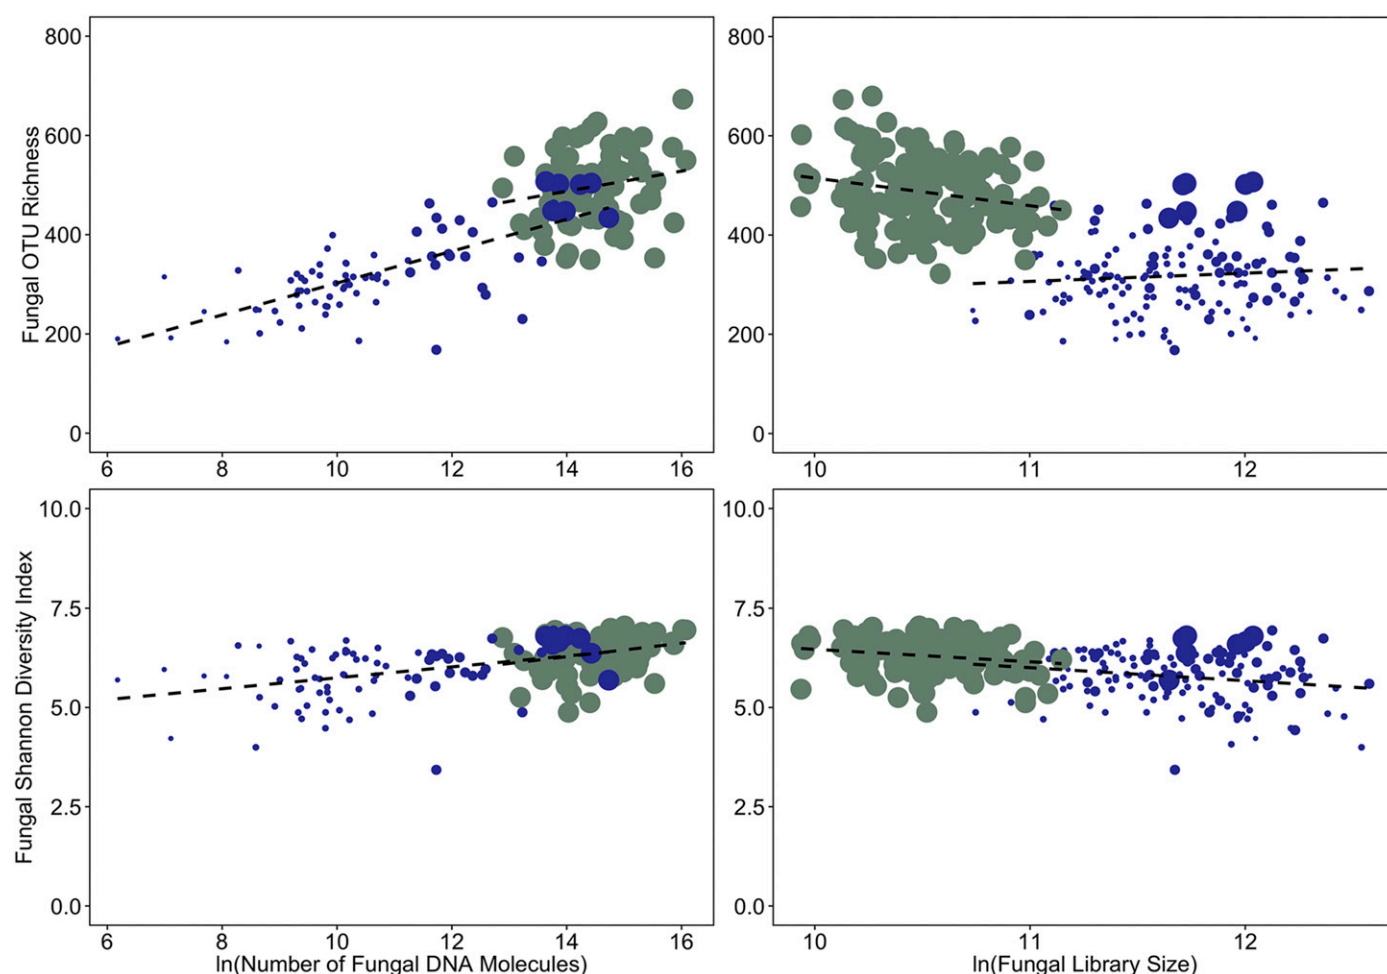 800
600
400
200
0
Fungal OTU Richness
6 8 10 12 14 16
800
600
400
200
0
10 11 12
10.0
7.5
5.0
2.5
0.0
Fungal Shannon Diversity Index
6 8 10 12 14 16
ln(Number of Fungal DNA Molecules)
10.0
7.5
5.0
2.5
0.0
10 11 12
ln(Fungal Library Size)